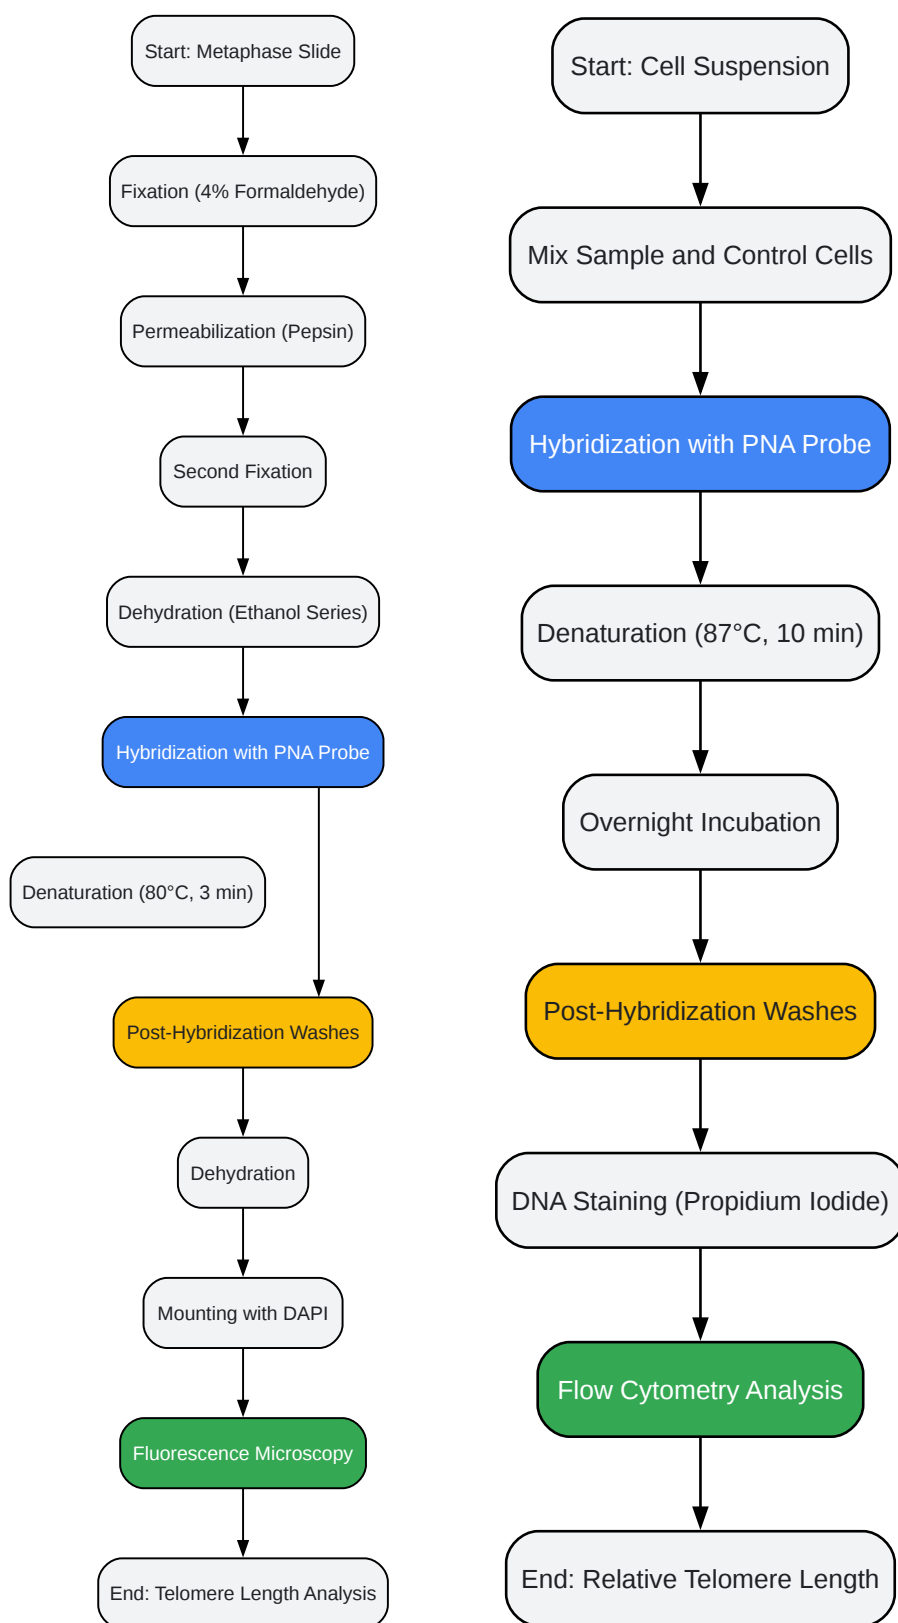 Start: Metaphase Slide
Fixation (4% Formaldehyde)
Permeabilization (Pepsin)
Second Fixation
Dehydration (Ethanol Series)
Hybridization with PNA Probe
Denaturation (80°C, 3 min)
Post-Hybridization Washes
Dehydration
Mounting with DAPI
Fluorescence Microscopy
End: Telomere Length Analysis
Start: Cell Suspension
Mix Sample and Control Cells
Hybridization with PNA Probe
Denaturation (87°C, 10 min)
Overnight Incubation
Post-Hybridization Washes
DNA Staining (Propidium Iodide)
Flow Cytometry Analysis
End: Relative Telomere Length